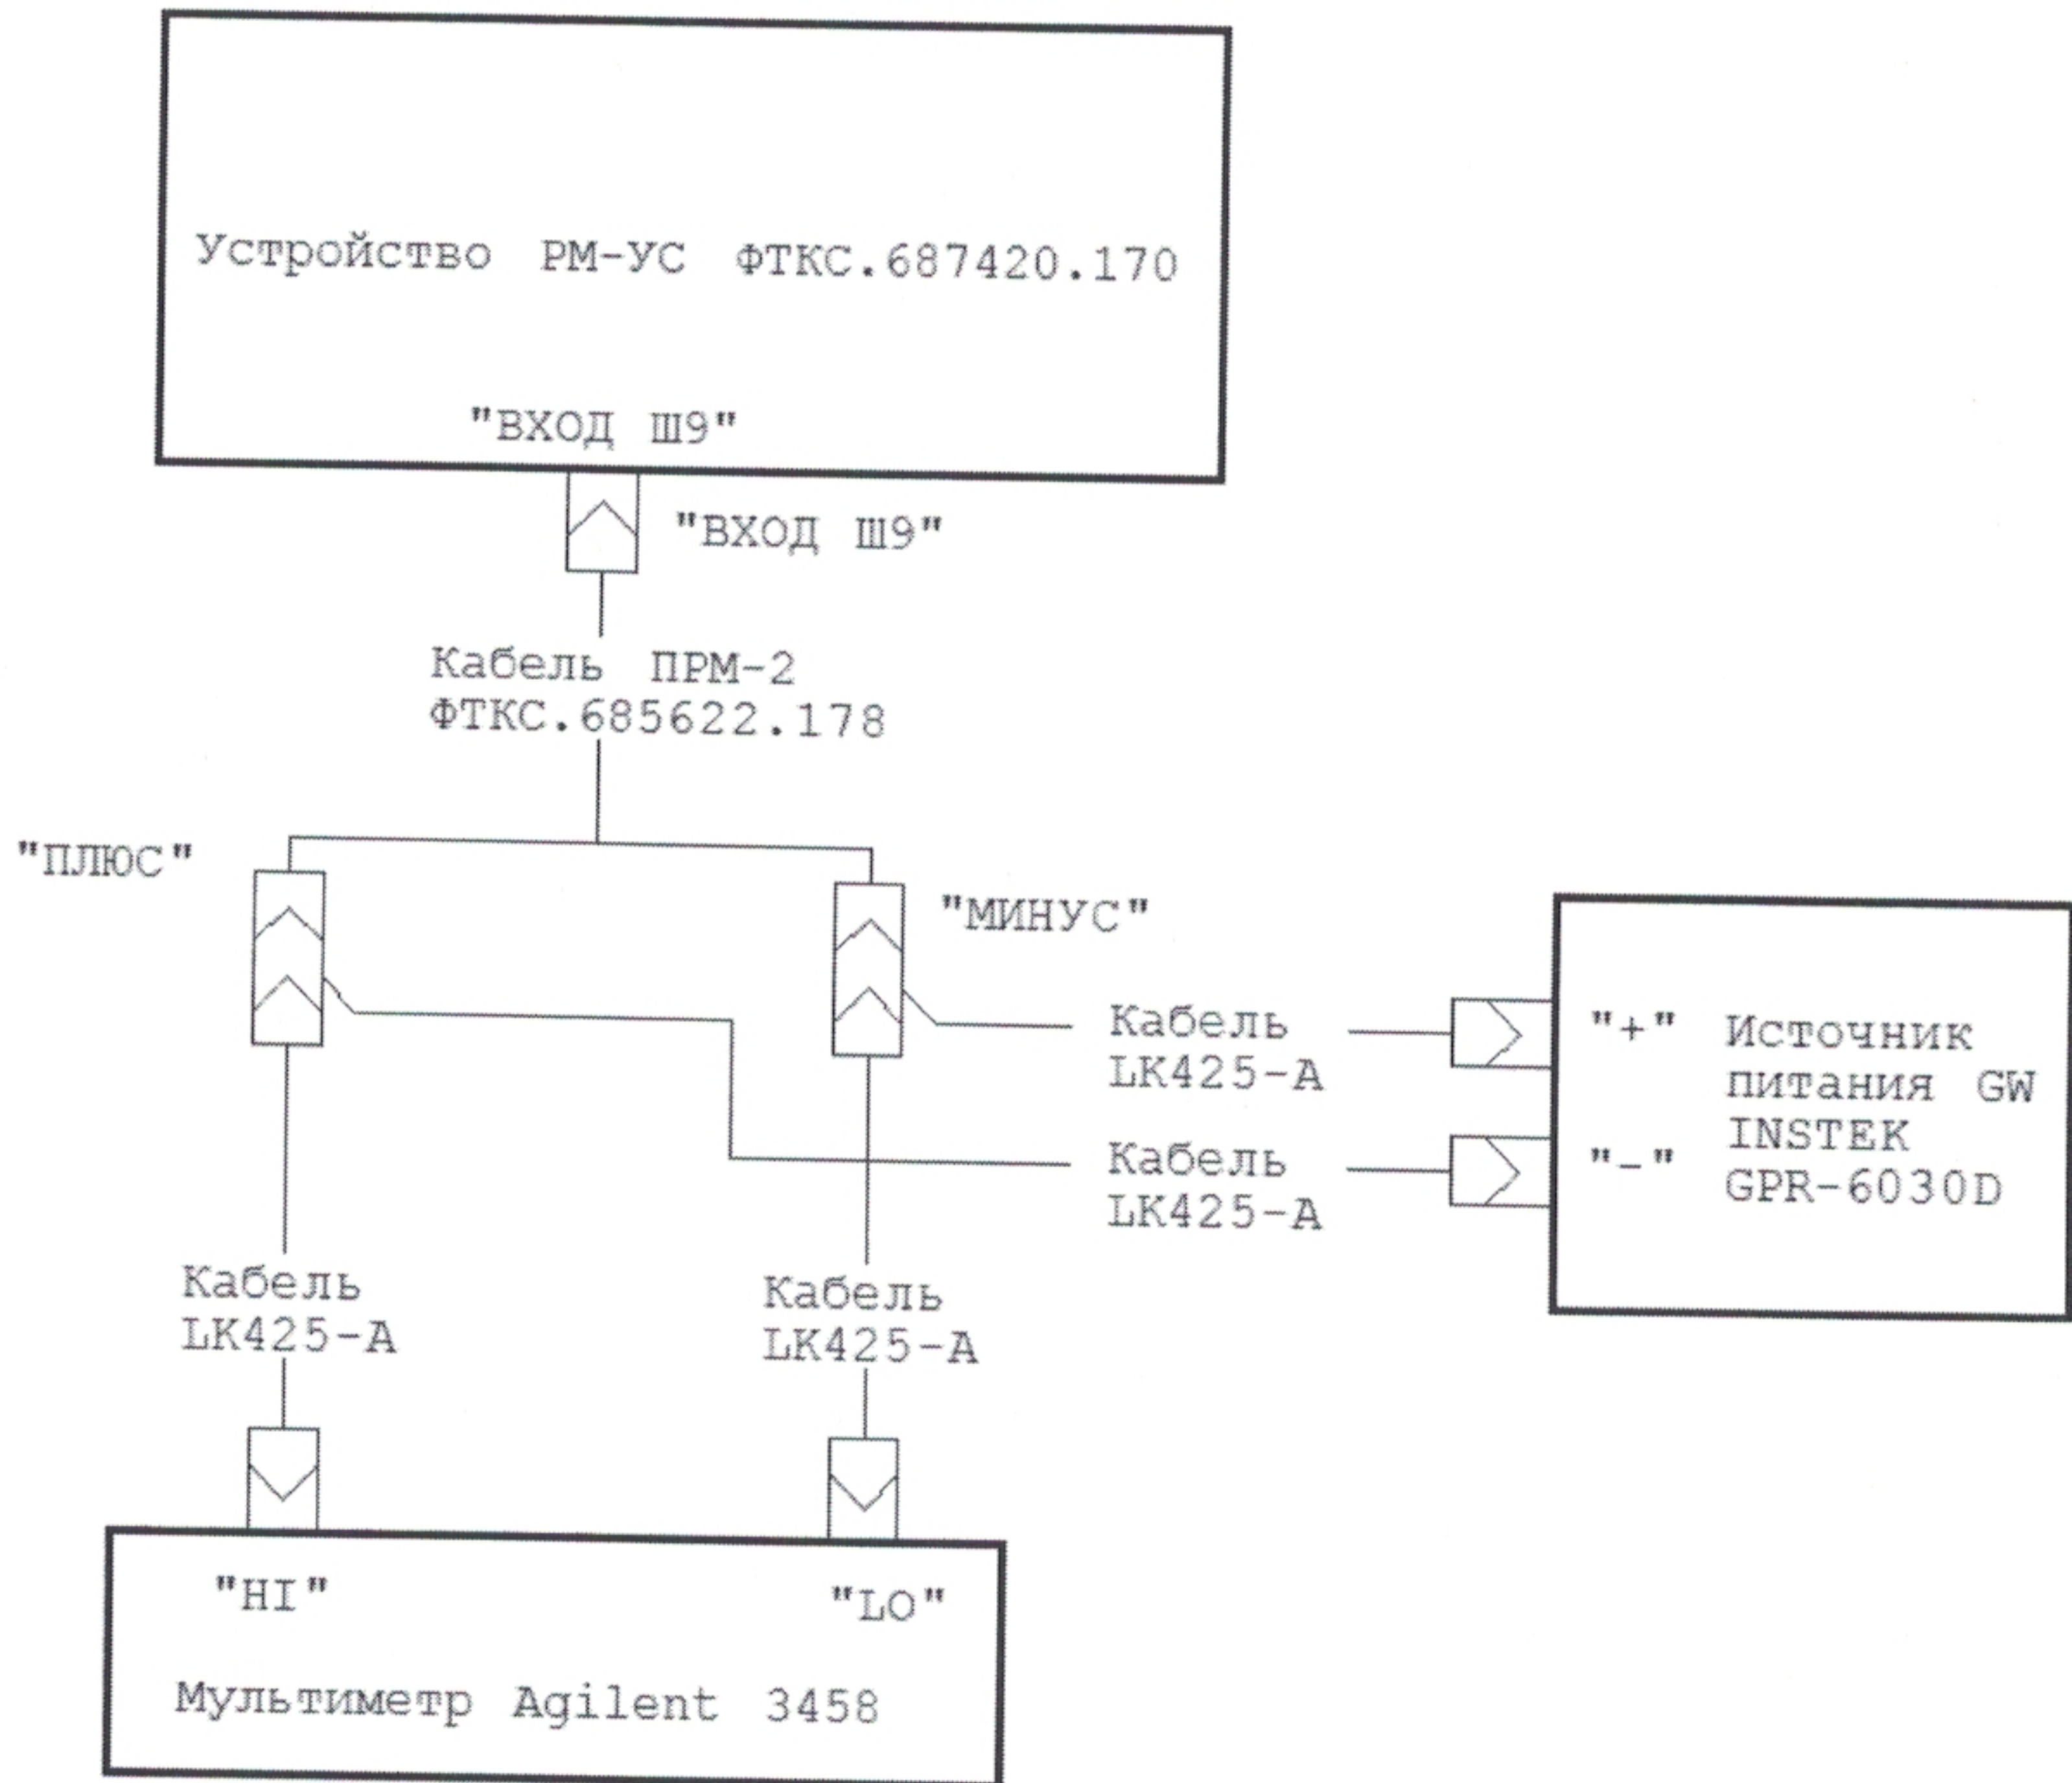 Устройство РМ-УС ФТКС.687420.170
"ВХОД Ш9"
"ВХОД Ш9"
Кабель ПРМ-2
ФТКС.685622.178
"ПЛЮС"
"МИНУС"
Кабель
LK425-A
"+" Источник
питания GW
INSTEK
GPR-6030D
Кабель
LK425-A
"-"
Кабель
LK425-A
Кабель
LK425-A
"HI"
"LO"
Мультиметр Agilent 3458